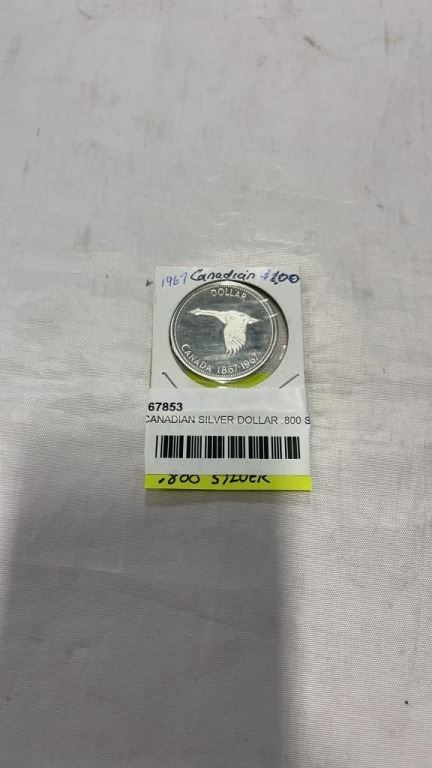 1967 Canadian $1.00
DOLLAR
CANADA 1867-1967
67853
CANADIAN SILVER DOLLAR .800 S
.800 SILVER